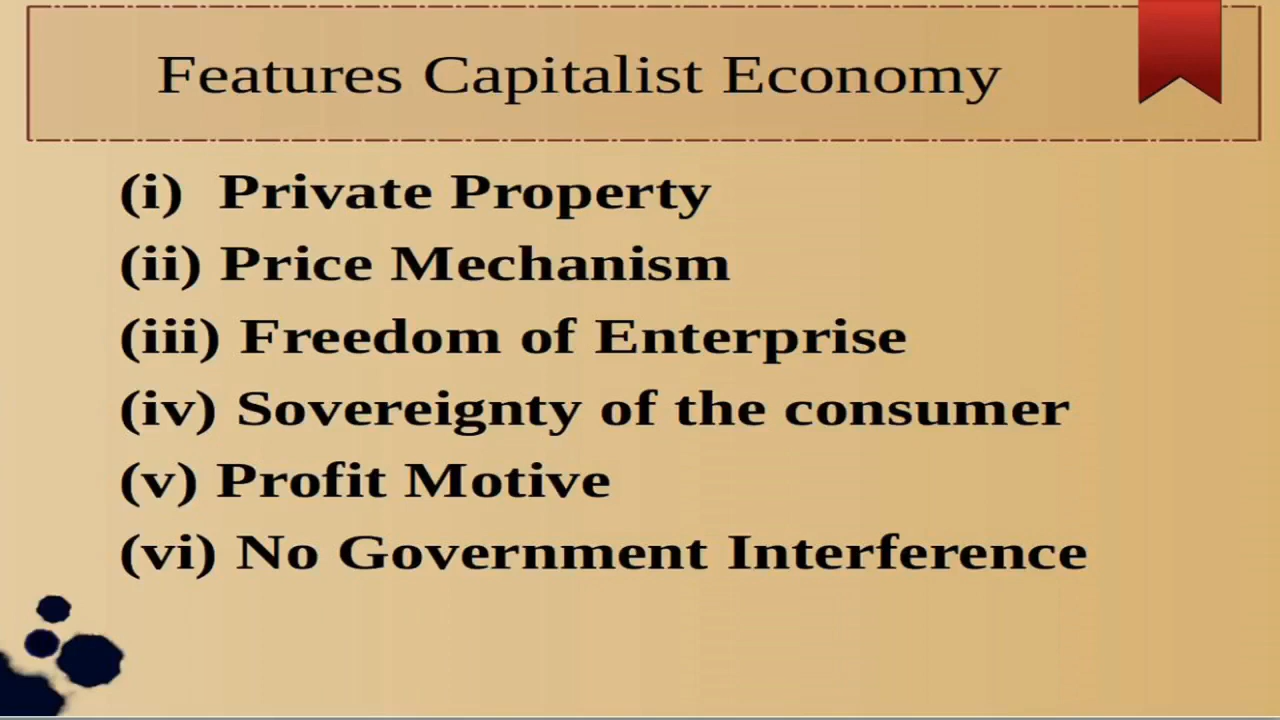 Features Capitalist Economy
(i) Private Property
(ii) Price Mechanism
(iii) Freedom of Enterprise
(iv) Sovereignty of the consumer
(v) Profit Motive
(vi) No Government Interference